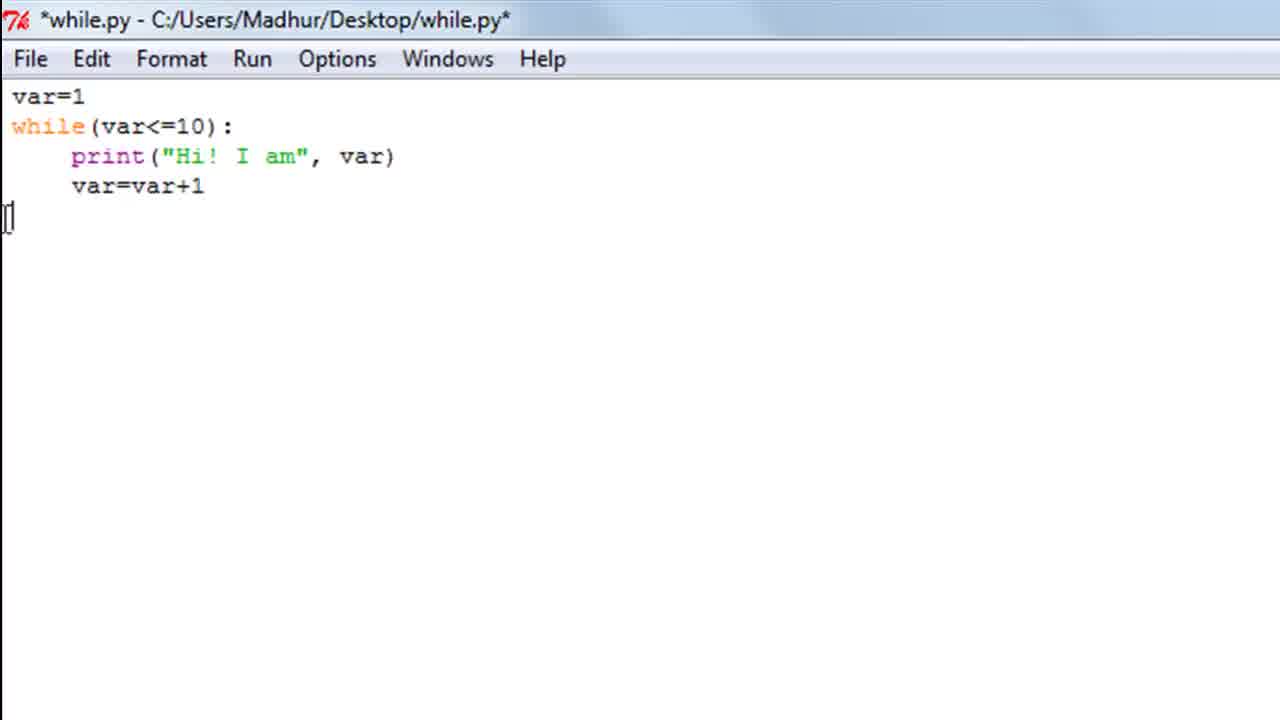 *while.py - C:/Users/Madhur/Desktop/while.py*
File Edit Format Run Options Windows Help
var=1
while(var<=10):
    print("Hi! I am", var)
    var=var+1